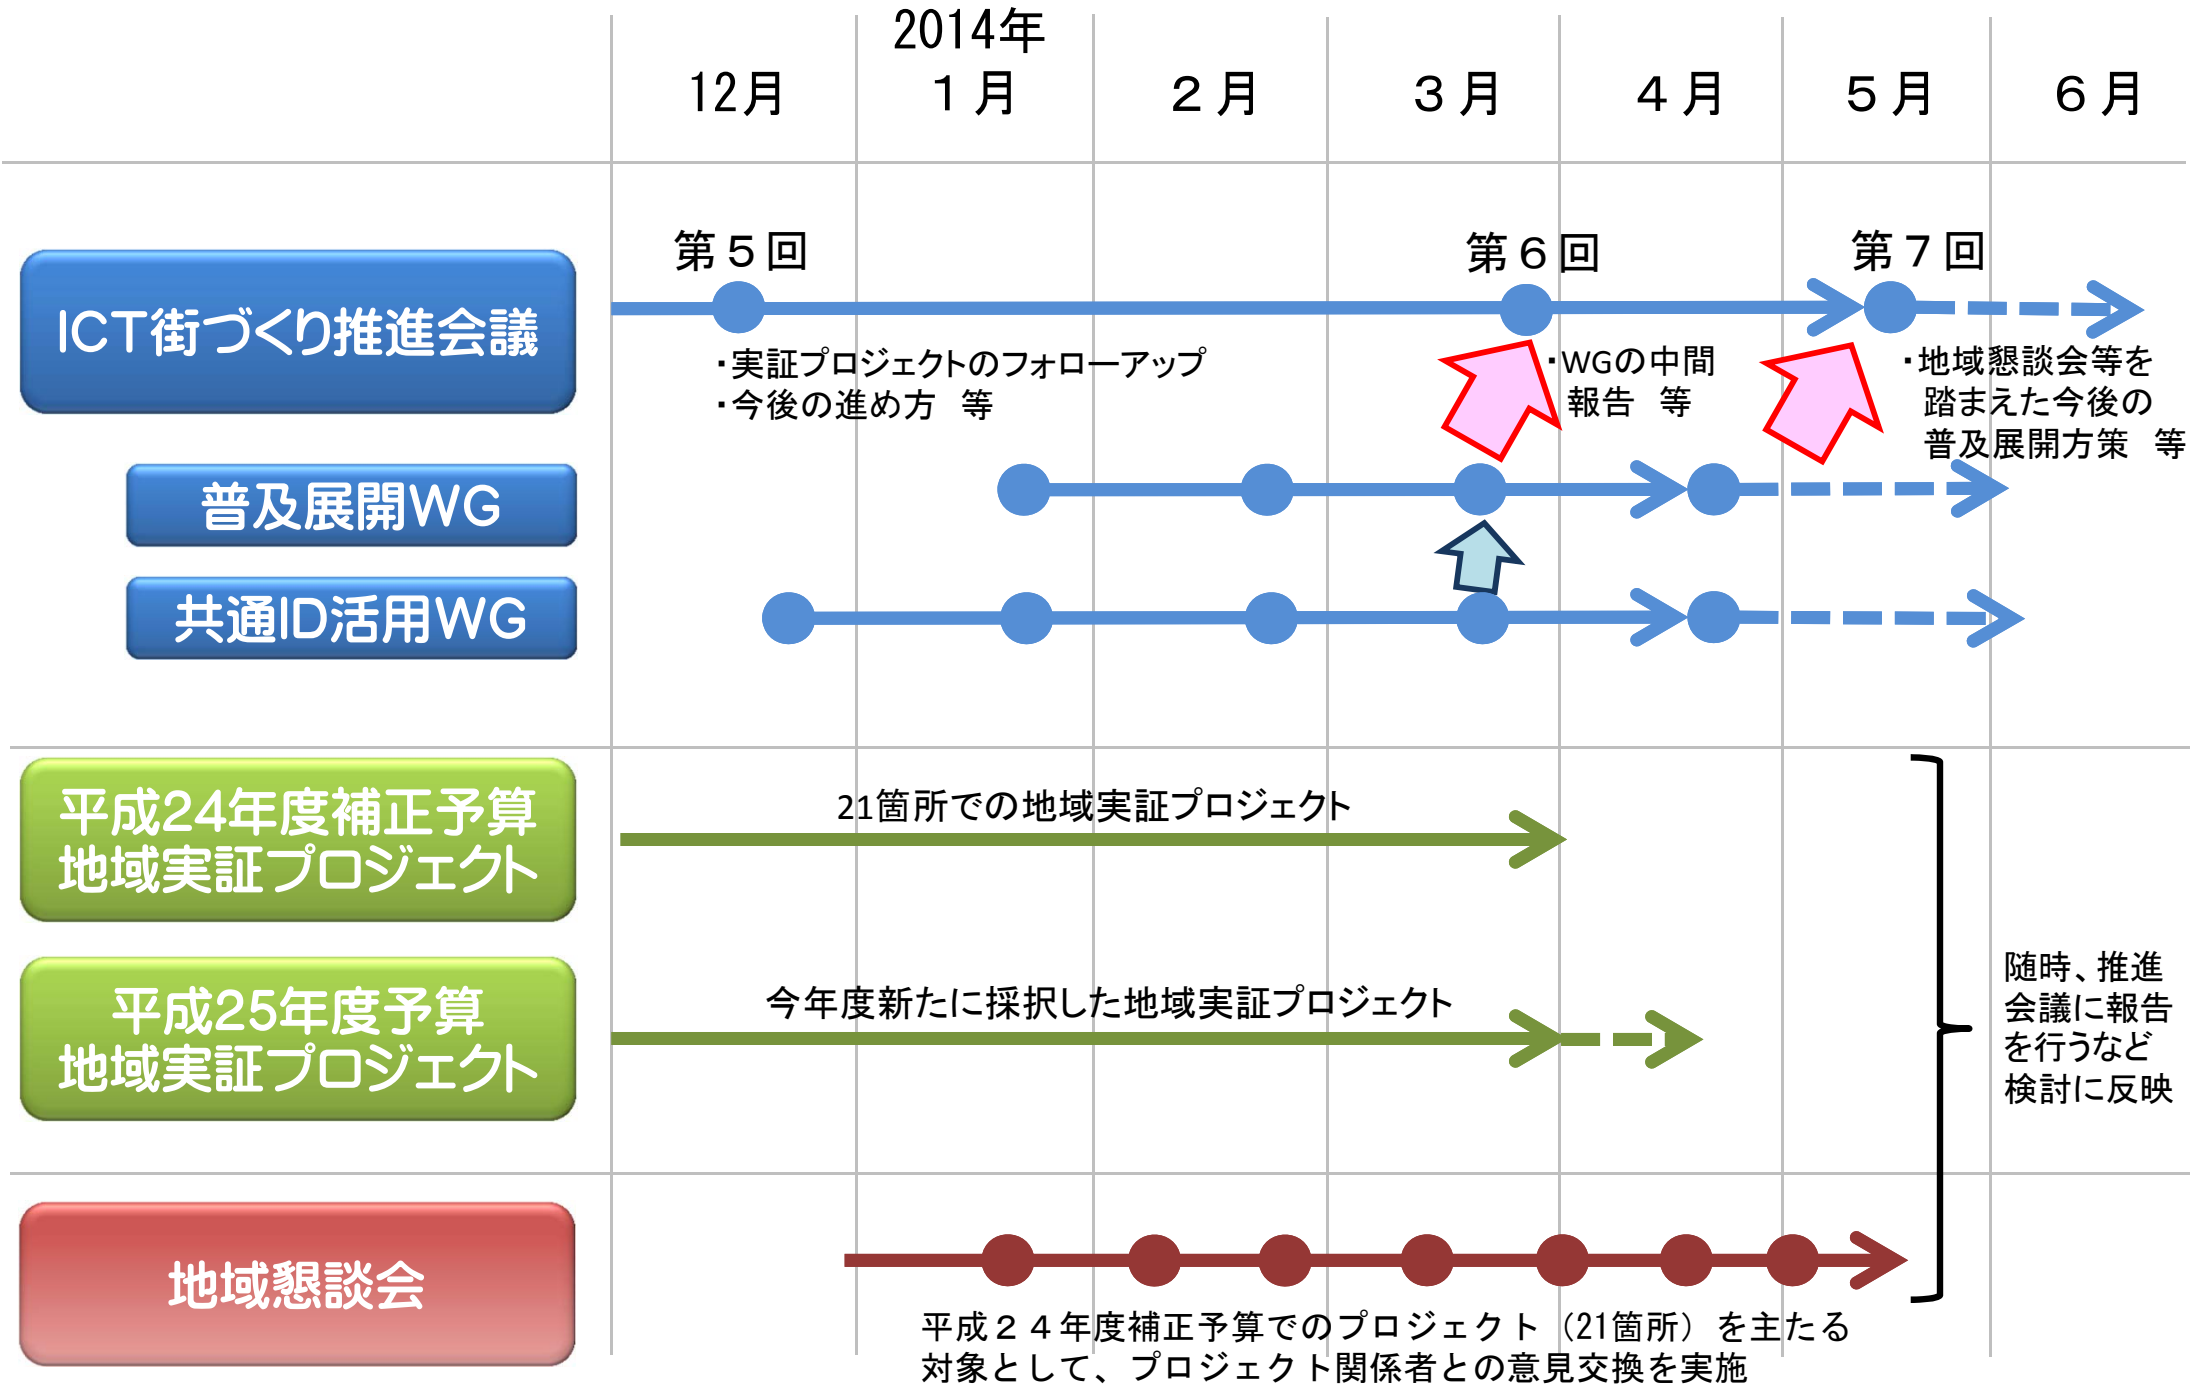 2014年
12月
１月
２月
３月
４月
５月
６月
ICT街づくり推進会議
第５回
第６回
第７回
・実証プロジェクトのフォローアップ
・今後の進め方　等
・WGの中間
報告　等
・地域懇談会等を
踏まえた今後の
普及展開方策　等
普及展開WG
共通ID活用WG
平成24年度補正予算
地域実証プロジェクト
21箇所での地域実証プロジェクト
平成25年度予算
地域実証プロジェクト
今年度新たに採択した地域実証プロジェクト
随時、推進
会議に報告
を行うなど
検討に反映
地域懇談会
平成２４年度補正予算でのプロジェクト（21箇所）を主たる
対象として、プロジェクト関係者との意見交換を実施